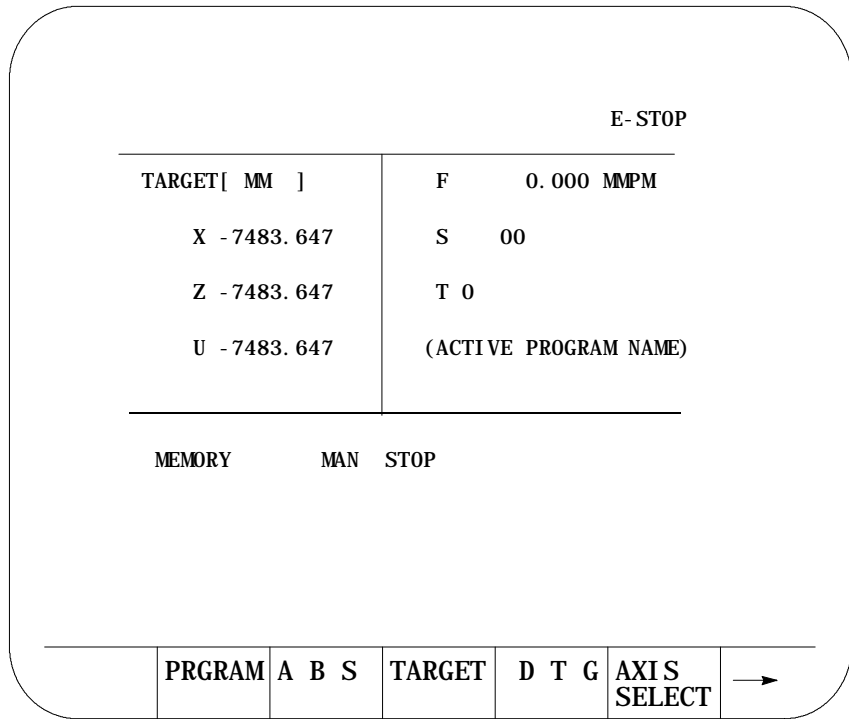 E-STOP
TARGET[ MM ] F 0.000 MMPM
X -7483.647 S 00
Z -7483.647 T 0
U -7483.647 (ACTIVE PROGRAM NAME)
MEMORY MAN STOP
PRGRAM A B S TARGET D T G AXIS
SELECT